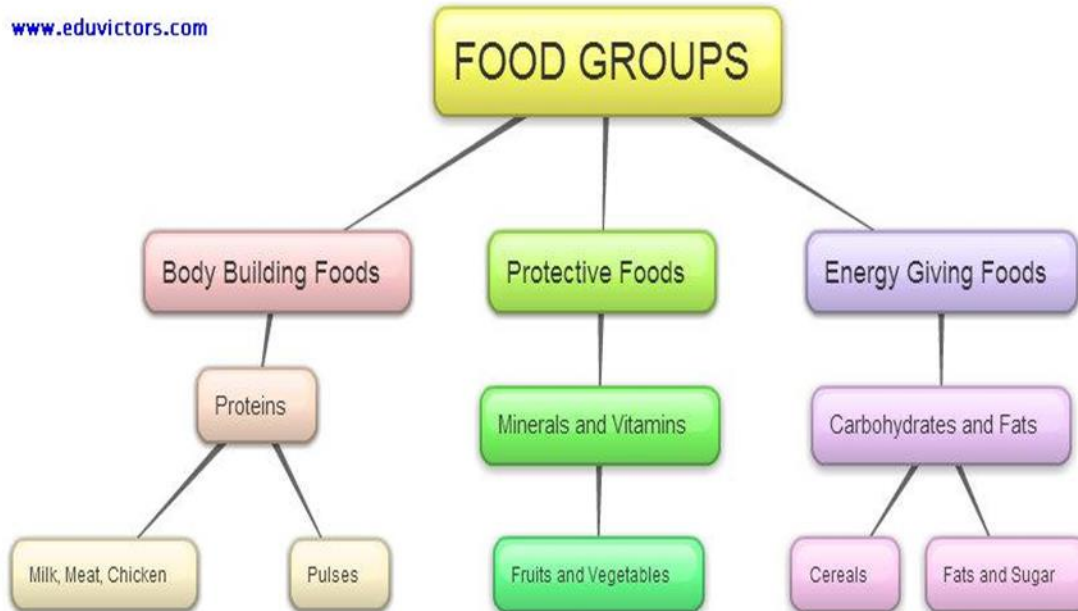 www.eduvictors.com
FOOD GROUPS
Body Building Foods
Protective Foods
Energy Giving Foods
Proteins
Minerals and Vitamins
Carbohydrates and Fats
Milk, Meat, Chicken
Pulses
Fruits and Vegetables
Cereals
Fats and Sugar